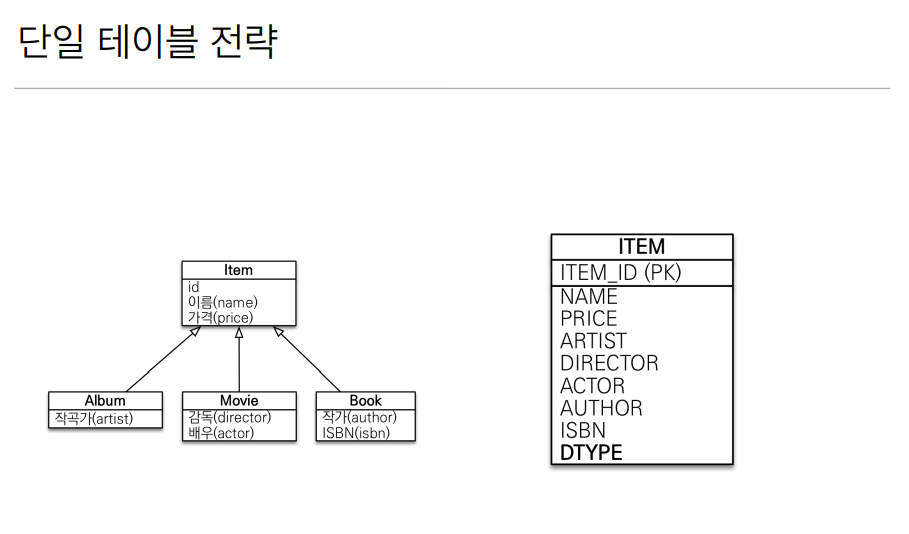 단일 테이블 전략
Item
id
이름(name)
가격(price)
Album
작곡가(artist)
Movie
감독(director)
배우(actor)
Book
작가(author)
ISBN(isbn)
ITEM
ITEM_ID (PK)
NAME
PRICE
ARTIST
DIRECTOR
ACTOR
AUTHOR
ISBN
DTYPE